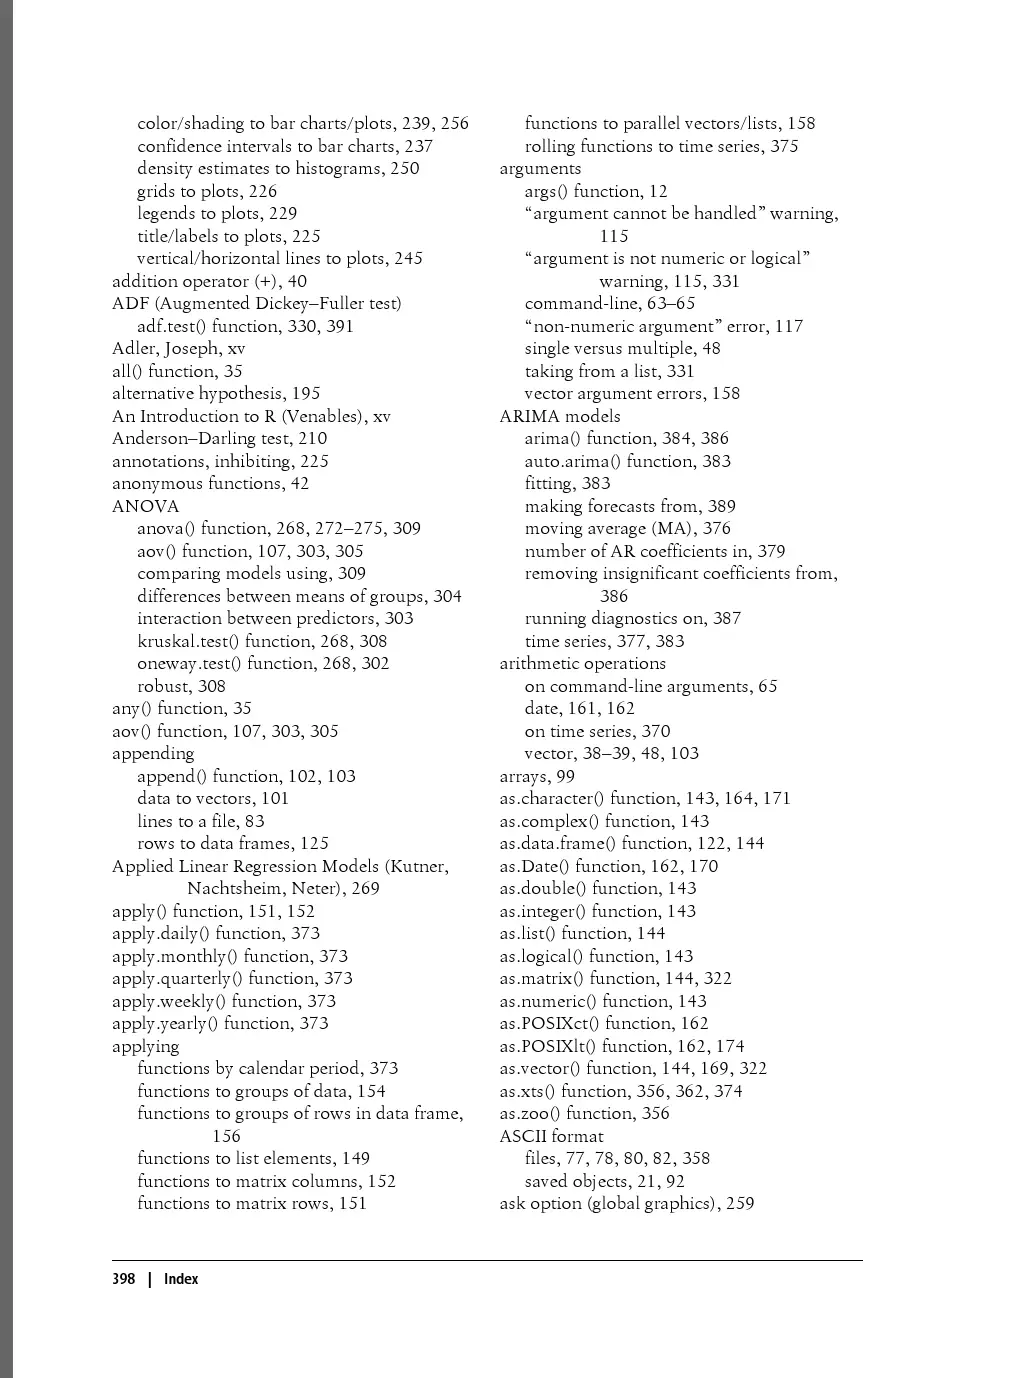 color/shading to bar charts/plots, 239, 256
confidence intervals to bar charts, 237
density estimates to histograms, 250
grids to plots, 226
legends to plots, 229
title/labels to plots, 225
vertical/horizontal lines to plots, 245
addition operator (+), 40
ADF (Augmented Dickey–Fuller test)
adf.test() function, 330, 391
Adler, Joseph, xv
all() function, 35
alternative hypothesis, 195
An Introduction to R (Venables), xv
Anderson–Darling test, 210
annotations, inhibiting, 225
anonymous functions, 42
ANOVA
anova() function, 268, 272–275, 309
aov() function, 107, 303, 305
comparing models using, 309
differences between means of groups, 304
interaction between predictors, 303
kruskal.test() function, 268, 308
oneway.test() function, 268, 302
robust, 308
any() function, 35
aov() function, 107, 303, 305
appending
append() function, 102, 103
data to vectors, 101
lines to a file, 83
rows to data frames, 125
Applied Linear Regression Models (Kutner,
Nachtsheim, Neter), 269
apply() function, 151, 152
apply.daily() function, 373
apply.monthly() function, 373
apply.quarterly() function, 373
apply.weekly() function, 373
apply.yearly() function, 373
applying
functions by calendar period, 373
functions to groups of data, 154
functions to groups of rows in data frame,
156
functions to list elements, 149
functions to matrix columns, 152
functions to matrix rows, 151
functions to parallel vectors/lists, 158
rolling functions to time series, 375
arguments
args() function, 12
“argument cannot be handled” warning,
115
“argument is not numeric or logical”
warning, 115, 331
command-line, 63–65
“non-numeric argument” error, 117
single versus multiple, 48
taking from a list, 331
vector argument errors, 158
ARIMA models
arima() function, 384, 386
auto.arima() function, 383
fitting, 383
making forecasts from, 389
moving average (MA), 376
number of AR coefficients in, 379
removing insignificant coefficients from,
386
running diagnostics on, 387
time series, 377, 383
arithmetic operations
on command-line arguments, 65
date, 161, 162
on time series, 370
vector, 38–39, 48, 103
arrays, 99
as.character() function, 143, 164, 171
as.complex() function, 143
as.data.frame() function, 122, 144
as.Date() function, 162, 170
as.double() function, 143
as.integer() function, 143
as.list() function, 144
as.logical() function, 143
as.matrix() function, 144, 322
as.numeric() function, 143
as.POSIXct() function, 162
as.POSIXlt() function, 162, 174
as.vector() function, 144, 169, 322
as.xts() function, 356, 362, 374
as.zoo() function, 356
ASCII format
files, 77, 78, 80, 82, 358
saved objects, 21, 92
ask option (global graphics), 259
398 | Index